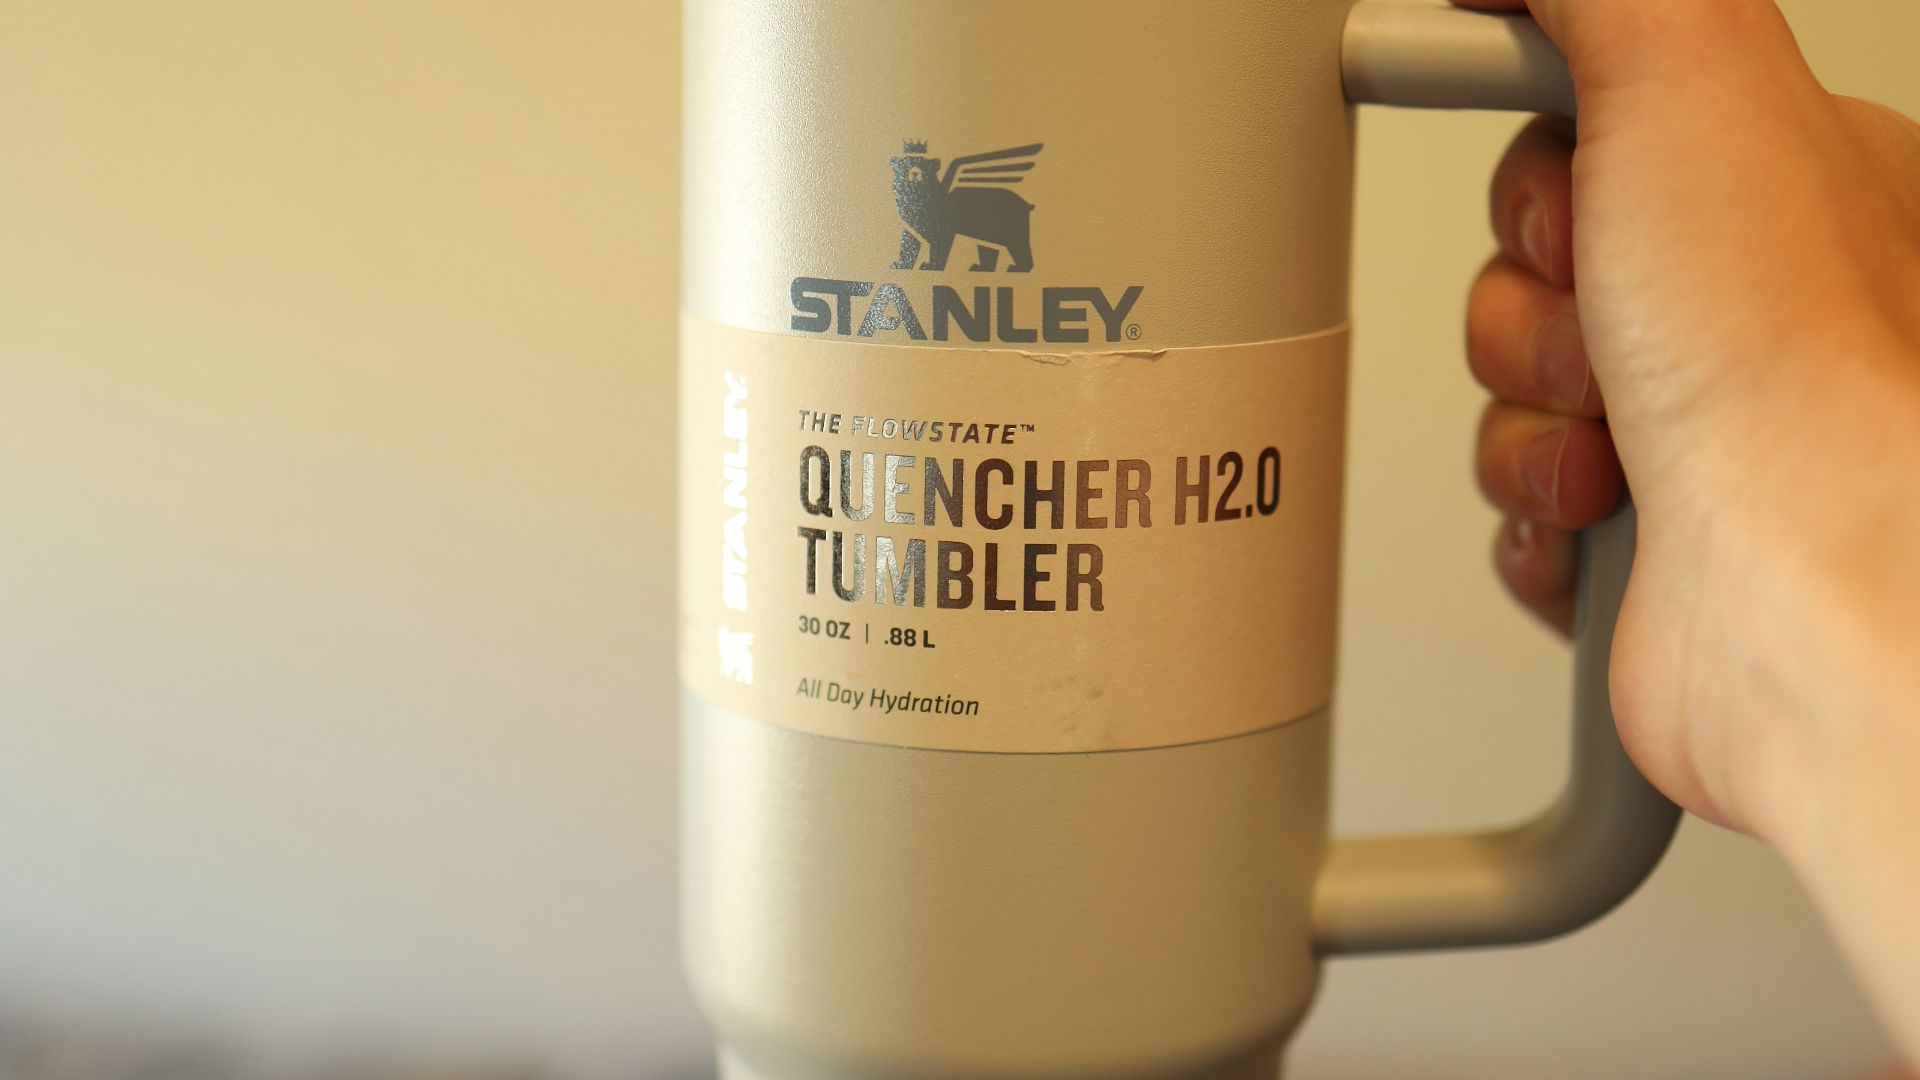 STANLEY®
STANLEY
THE FLOWSTATE™
QUENCHER H2.0
TUMBLER
30 OZ | .88 L
All Day Hydration